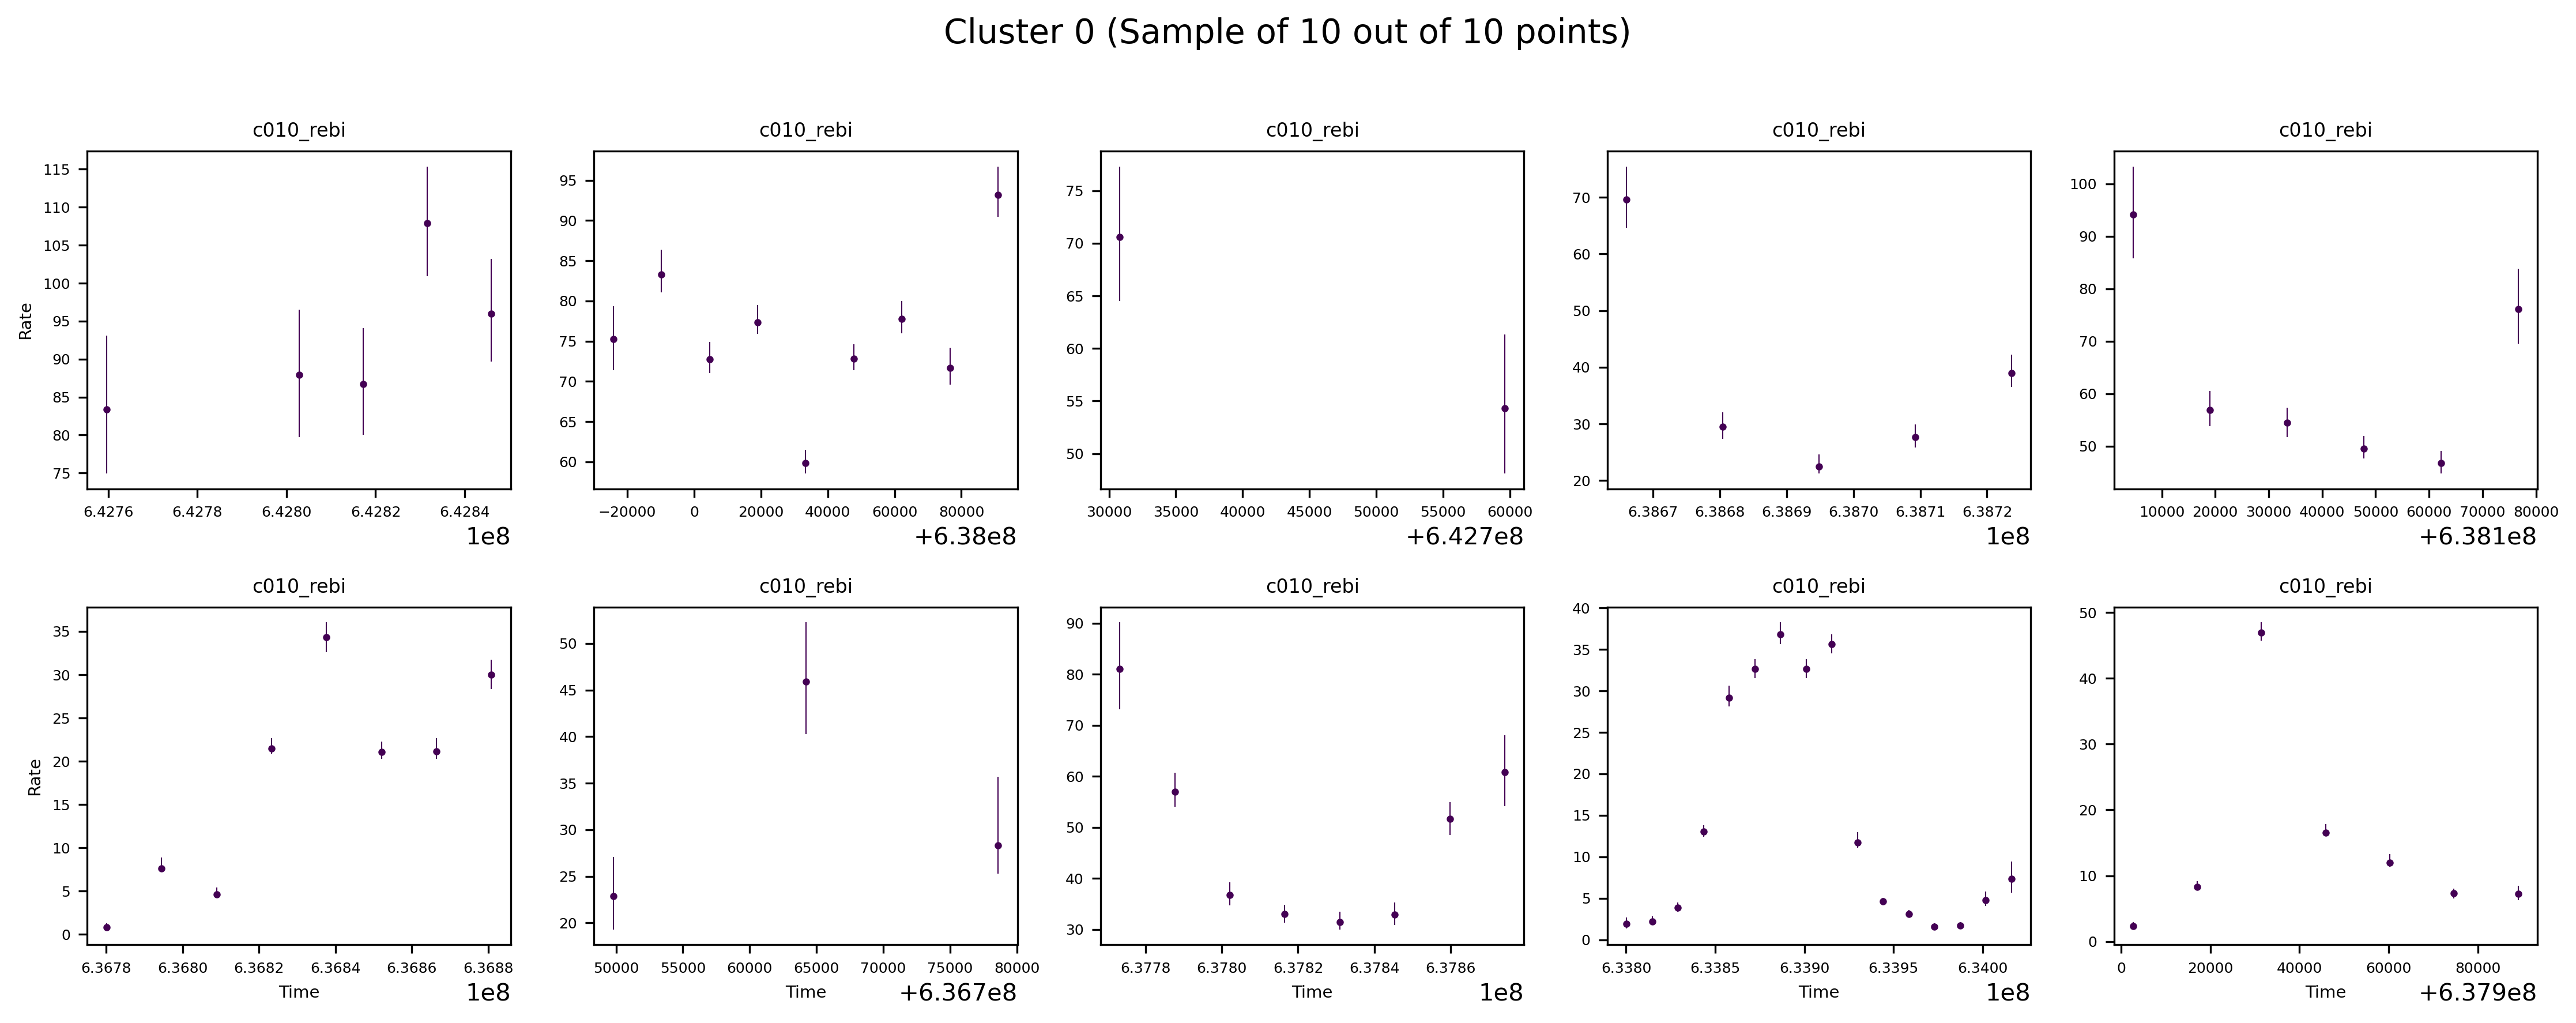 Cluster 0 (Sample of 10 out of 10 points)
c010_rebi c010_rebi c010_rebi c010_rebi c010_rebi
Rate
115
110
105
100
95
90
85
80
75
6.4276 6.4278 6.4280 6.4282 6.4284
1e8
95
90
85
80
75
70
65
60
−20000 0 20000 40000 60000 80000
+6.38e8
75
70
65
60
55
50
30000 35000 40000 45000 50000 55000 60000
+6.427e8
70
60
50
40
30
20
6.3867 6.3868 6.3869 6.3870 6.3871 6.3872
1e8
100
90
80
70
60
50
10000 20000 30000 40000 50000 60000 70000 80000
+6.381e8
c010_rebi c010_rebi c010_rebi c010_rebi c010_rebi
Rate
35
30
25
20
15
10
5
0
6.3678 6.3680 6.3682 6.3684 6.3686 6.3688
Time 1e8
50
45
40
35
30
25
20
50000 55000 60000 65000 70000 75000 80000
Time +6.367e8
90
80
70
60
50
40
30
6.3778 6.3780 6.3782 6.3784 6.3786
Time 1e8
40
35
30
25
20
15
10
5
0
6.3380 6.3385 6.3390 6.3395 6.3400
Time 1e8
50
40
30
20
10
0
0 20000 40000 60000 80000
Time +6.379e8